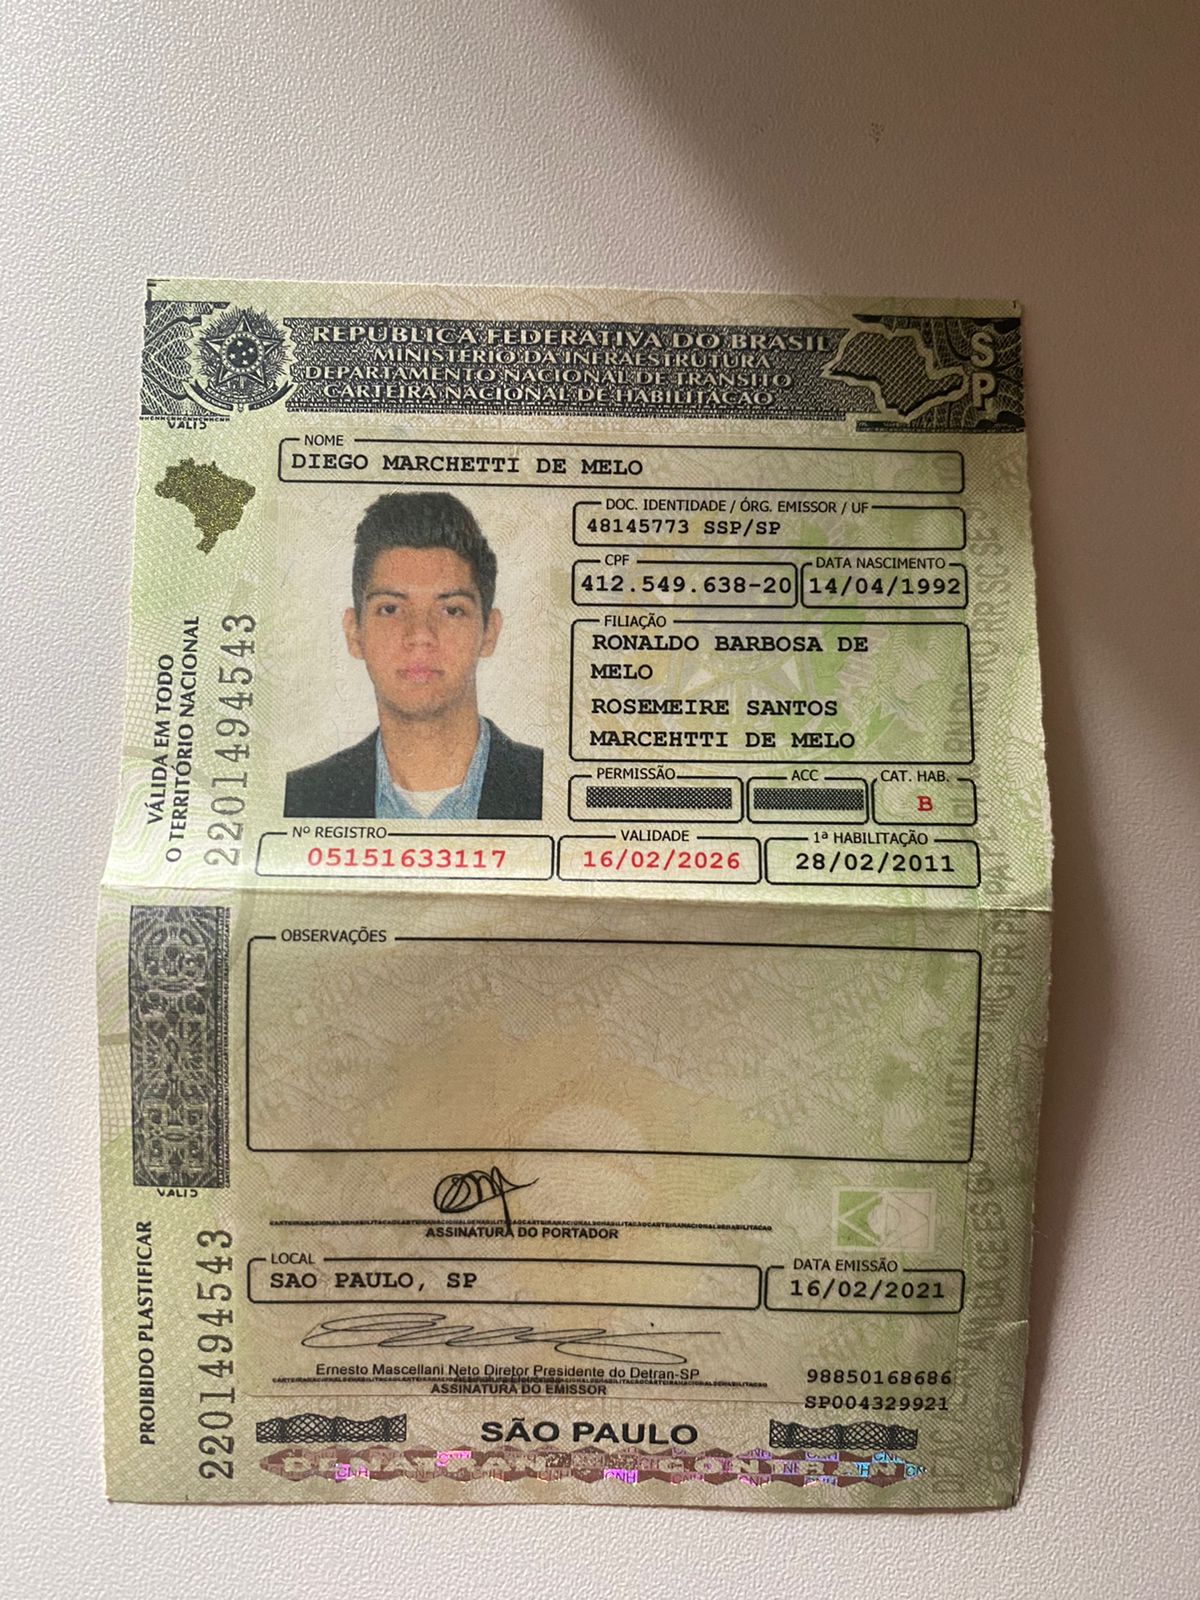 REPÚBLICA FEDERATIVA DO BRASIL
MINISTÉRIO DA INFRAESTRUTURA
DEPARTAMENTO NACIONAL DE TRÂNSITO
CARTEIRA NACIONAL DE HABILITAÇÃO
SP
NOME
DIEGO MARCHETTI DE MELO
DOC. IDENTIDADE / ÓRG. EMISSOR / UF
48145773 SSP/SP
CPF
412.549.638-20
DATA NASCIMENTO
14/04/1992
FILIAÇÃO
RONALDO BARBOSA DE
MELO
ROSEMEIRE SANTOS
MARCEHTTI DE MELO
PERMISSÃO
ACC
CAT. HAB.
B
Nº REGISTRO
05151633117
VALIDADE
16/02/2026
1ª HABILITAÇÃO
28/02/2011
VÁLIDA EM TODO
O TERRITÓRIO NACIONAL
2201494543
OBSERVAÇÕES
ASSINATURA DO PORTADOR
LOCAL
SAO PAULO, SP
DATA EMISSÃO
16/02/2021
Ernesto Mascellani Neto Diretor Presidente do Detran-SP
ASSINATURA DO EMISSOR
98850168686
SP004329921
PROIBIDO PLASTIFICAR
2201494543
SÃO PAULO